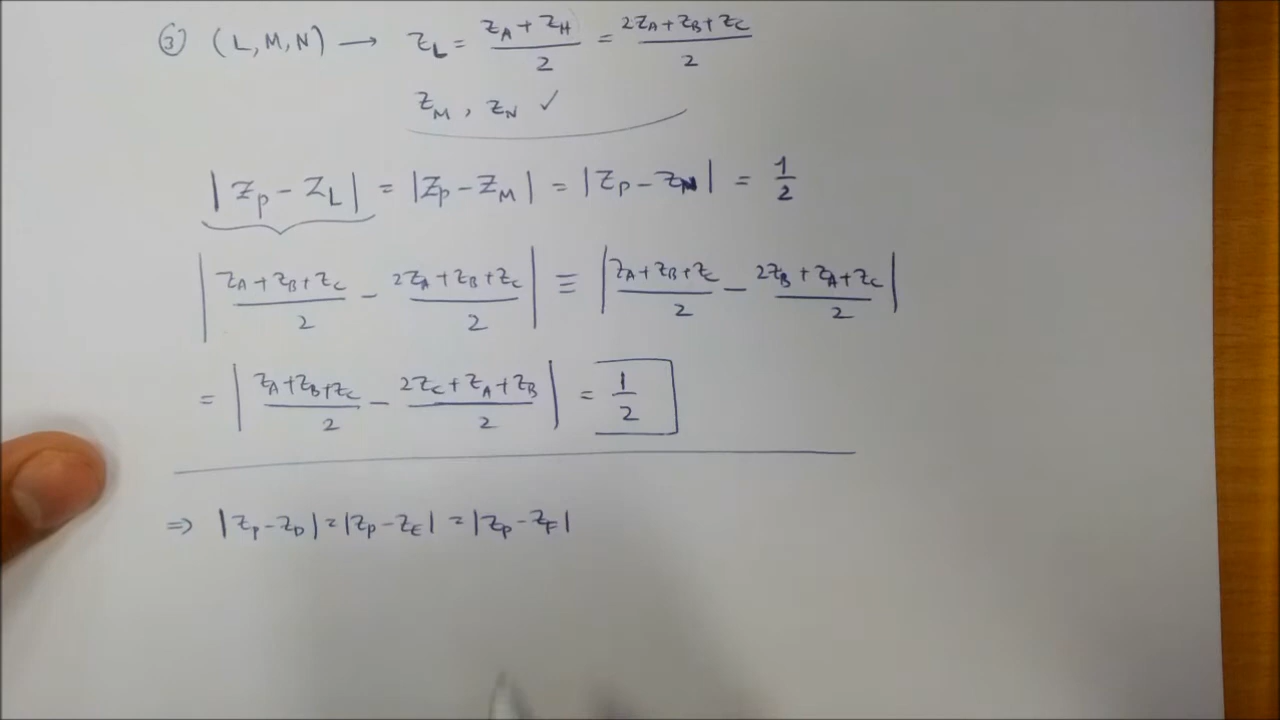 ③ (L, M, N) → z_L = (z_A + z_H)/2 = (2z_A + z_B + z_C)/2
z_M , z_N ✓
|z_P − z_L| = |z_P − z_M| = |z_P − z_N| = 1/2
|(z_A + z_B + z_C)/2 − (2z_A + z_B + z_C)/2| ≡ |(z_A + z_B + z_C)/2 − (2z_B + z_A + z_C)/2|
= |(z_A + z_B + z_C)/2 − (2z_C + z_A + z_B)/2| = 1/2
⇒ |z_P − z_D| = |z_P − z_E| = |z_P − z_F|